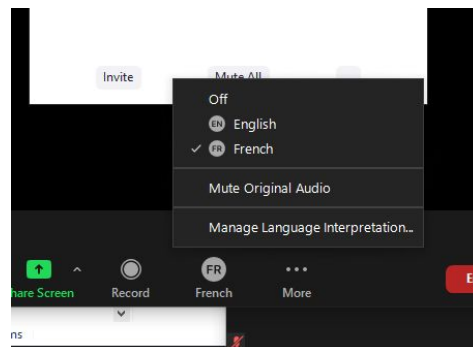 Invite Mute All
Off
EN English
FR French
Mute Original Audio
Manage Language Interpretation...
FR
hare Screen Record French More E
ns